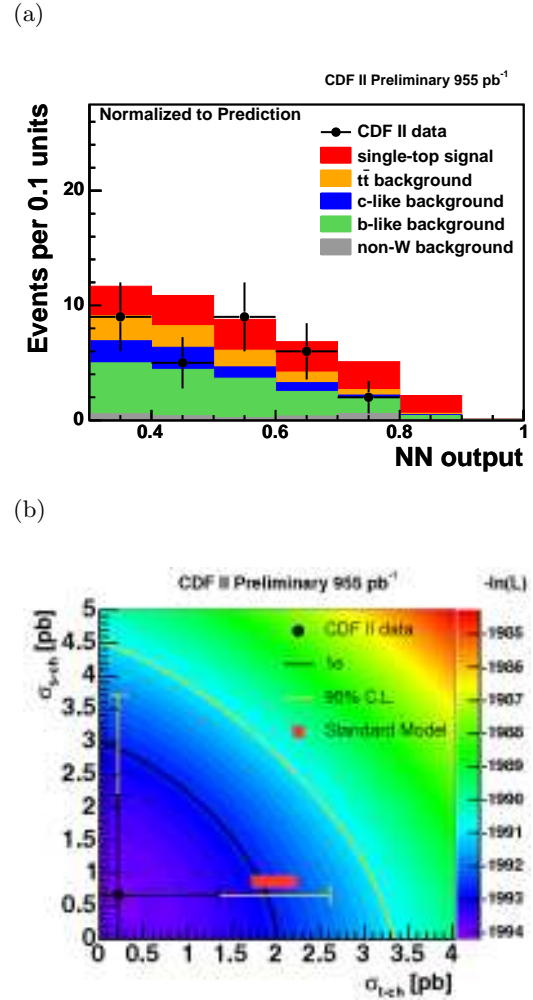 (a)
CDF II Preliminary 955 pb⁻¹
Normalized to Prediction
CDF II data
single-top signal
tt̄ background
c-like background
b-like background
non-W background
Events per 0.1 units
20
10
0
0.4 0.6 0.8 1
NN output
(b)
CDF II Preliminary 955 pb⁻¹ -ln(L)
σs-ch [pb]
5
4.5
4
3.5
3
2.5
2
1.5
1
0.5
0
CDF II data
1σ
90% C.L.
Standard Model
-1985
-1986
-1987
-1988
-1989
-1990
-1991
-1992
-1993
-1994
0 0.5 1 1.5 2 2.5 3 3.5 4
σt-ch [pb]